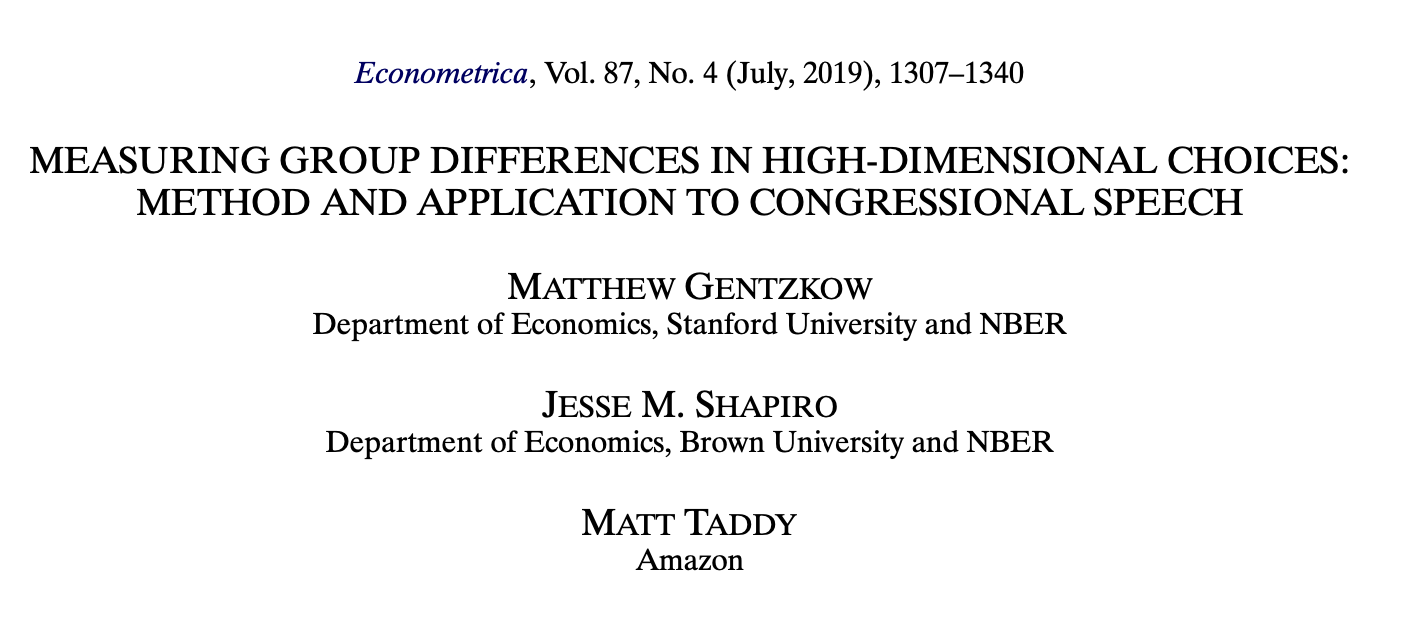 Econometrica, Vol. 87, No. 4 (July, 2019), 1307–1340
MEASURING GROUP DIFFERENCES IN HIGH-DIMENSIONAL CHOICES:
METHOD AND APPLICATION TO CONGRESSIONAL SPEECH
MATTHEW GENTZKOW
Department of Economics, Stanford University and NBER
JESSE M. SHAPIRO
Department of Economics, Brown University and NBER
MATT TADDY
Amazon